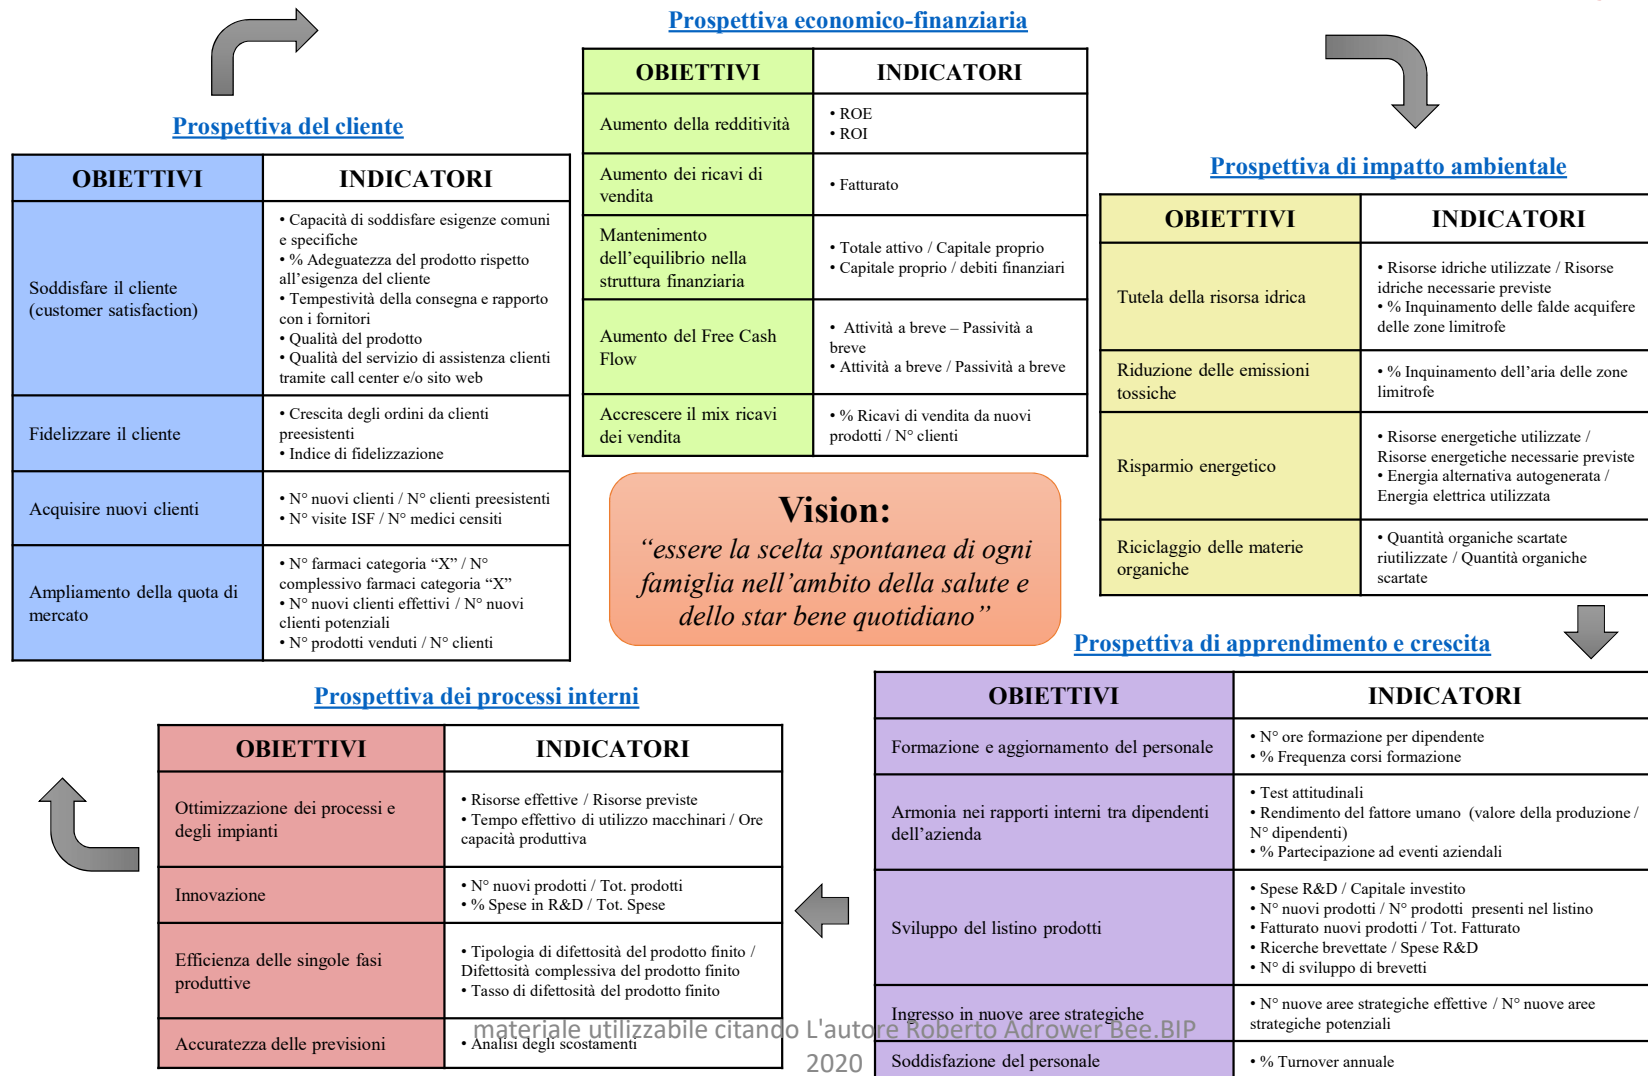 Prospettiva economico-finanziaria
OBIETTIVI
INDICATORI
Aumento della redditività
• ROE
• ROI
Aumento dei ricavi di
vendita
• Fatturato
Mantenimento
dell'equilibrio nella
struttura finanziaria
• Totale attivo / Capitale proprio
• Capitale proprio / debiti finanziari
Aumento del Free Cash
Flow
• Attività a breve – Passività a
breve
• Attività a breve / Passività a breve
Accrescere il mix ricavi
dei vendita
• % Ricavi di vendita da nuovi
prodotti / N° clienti
Prospettiva del cliente
OBIETTIVI
INDICATORI
Soddisfare il cliente
(customer satisfaction)
• Capacità di soddisfare esigenze comuni
e specifiche
• % Adeguatezza del prodotto rispetto
all'esigenza del cliente
• Tempestività della consegna e rapporto
con i fornitori
• Qualità del prodotto
• Qualità del servizio di assistenza clienti
tramite call center e/o sito web
Fidelizzare il cliente
• Crescita degli ordini da clienti
preesistenti
• Indice di fidelizzazione
Acquisire nuovi clienti
• N° nuovi clienti / N° clienti preesistenti
• N° visite ISF / N° medici censiti
Ampliamento della quota di
mercato
• N° farmaci categoria “X” / N°
complessivo farmaci categoria “X”
• N° nuovi clienti effettivi / N° nuovi
clienti potenziali
• N° prodotti venduti / N° clienti
Prospettiva di impatto ambientale
OBIETTIVI
INDICATORI
Tutela della risorsa idrica
• Risorse idriche utilizzate / Risorse
idriche necessarie previste
• % Inquinamento delle falde acquifere
delle zone limitrofe
Riduzione delle emissioni
tossiche
• % Inquinamento dell'aria delle zone
limitrofe
Risparmio energetico
• Risorse energetiche utilizzate /
Risorse energetiche necessarie previste
• Energia alternativa autogenerata /
Energia elettrica utilizzata
Riciclaggio delle materie
organiche
• Quantità organiche scartate
riutilizzate / Quantità organiche
scartate
Vision:
“essere la scelta spontanea di ogni
famiglia nell'ambito della salute e
dello star bene quotidiano”
Prospettiva di apprendimento e crescita
OBIETTIVI
INDICATORI
Formazione e aggiornamento del personale
• N° ore formazione per dipendente
• % Frequenza corsi formazione
Armonia nei rapporti interni tra dipendenti
dell'azienda
• Test attitudinali
• Rendimento del fattore umano (valore della produzione /
N° dipendenti)
• % Partecipazione ad eventi aziendali
Sviluppo del listino prodotti
• Spese R&D / Capitale investito
• N° nuovi prodotti / N° prodotti presenti nel listino
• Fatturato nuovi prodotti / Tot. Fatturato
• Ricerche brevettate / Spese R&D
• N° di sviluppo di brevetti
Ingresso in nuove aree strategiche
• N° nuove aree strategiche effettive / N° nuove aree
strategiche potenziali
Soddisfazione del personale
• % Turnover annuale
Prospettiva dei processi interni
OBIETTIVI
INDICATORI
Ottimizzazione dei processi e
degli impianti
• Risorse effettive / Risorse previste
• Tempo effettivo di utilizzo macchinari / Ore
capacità produttiva
Innovazione
• N° nuovi prodotti / Tot. prodotti
• % Spese in R&D / Tot. Spese
Efficienza delle singole fasi
produttive
• Tipologia di difettosità del prodotto finito /
Difettosità complessiva del prodotto finito
• Tasso di difettosità del prodotto finito
Accuratezza delle previsioni
• Analisi degli scostamenti
materiale utilizzabile citando L'autore Roberto Adrower Bee.BIP
2020